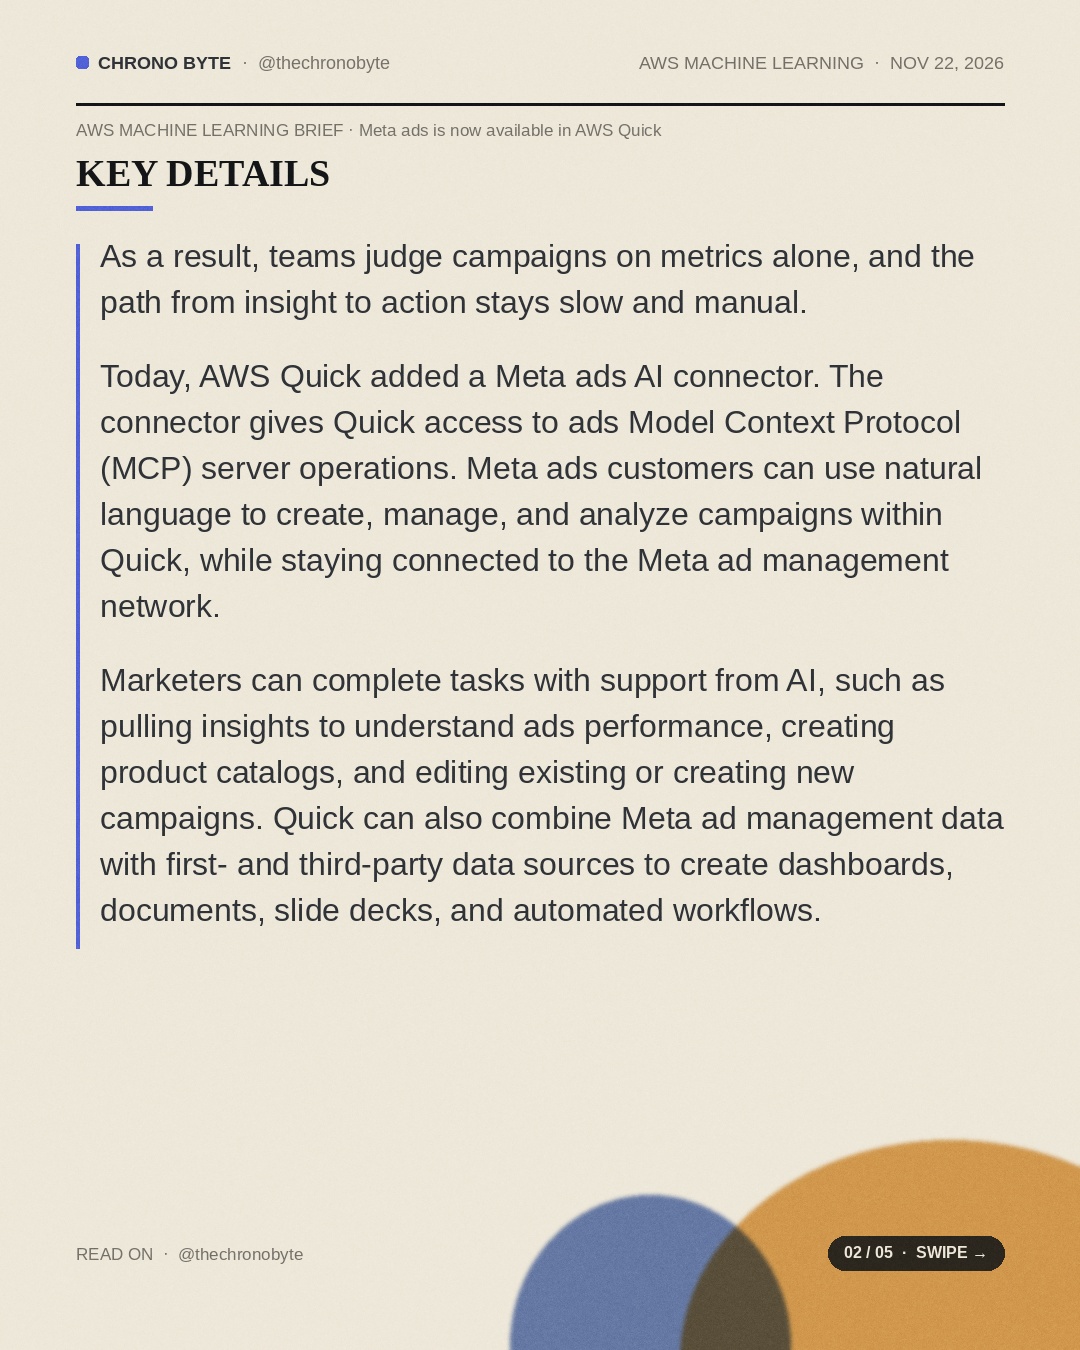 CHRONO BYTE · @thechronobyte
AWS MACHINE LEARNING · NOV 22, 2026
AWS MACHINE LEARNING BRIEF · Meta ads is now available in AWS Quick
KEY DETAILS
As a result, teams judge campaigns on metrics alone, and the
path from insight to action stays slow and manual.
Today, AWS Quick added a Meta ads AI connector. The
connector gives Quick access to ads Model Context Protocol
(MCP) server operations. Meta ads customers can use natural
language to create, manage, and analyze campaigns within
Quick, while staying connected to the Meta ad management
network.
Marketers can complete tasks with support from AI, such as
pulling insights to understand ads performance, creating
product catalogs, and editing existing or creating new
campaigns. Quick can also combine Meta ad management data
with first- and third-party data sources to create dashboards,
documents, slide decks, and automated workflows.
READ ON · @thechronobyte
02 / 05 · SWIPE →